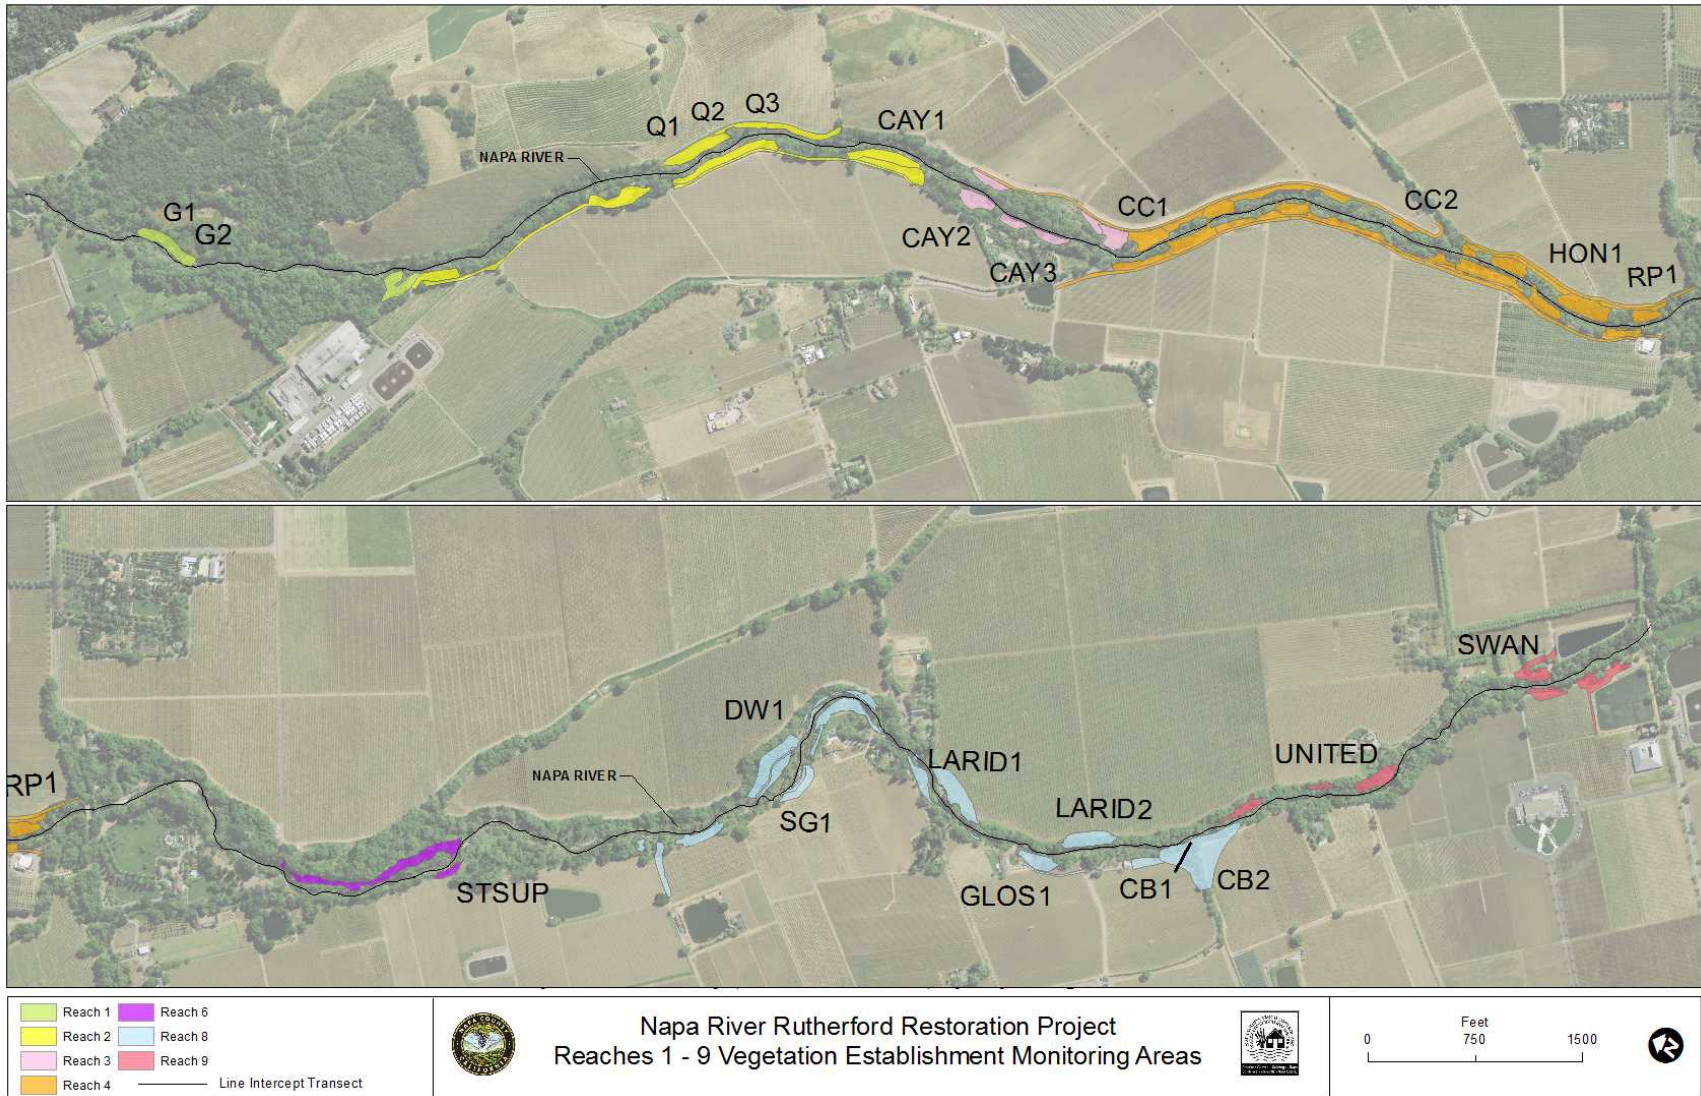 Q1 Q2 Q3 CAY1
NAPA RIVER
G1
G2
CAY2
CAY3
CC1
CC2
HON1
RP1
SWAN
DW1
UNITED
LARID1
NAPA RIVER
RP1
SG1
LARID2
STSUP
GLOS1
CB1
CB2
Reach 1 Reach 6
Reach 2 Reach 8
Reach 3 Reach 9
Reach 4 Line Intercept Transect
NAPA COUNTY
CALIFORNIA
Napa River Rutherford Restoration Project
Reaches 1 - 9 Vegetation Establishment Monitoring Areas
Feet
0 750 1500
N